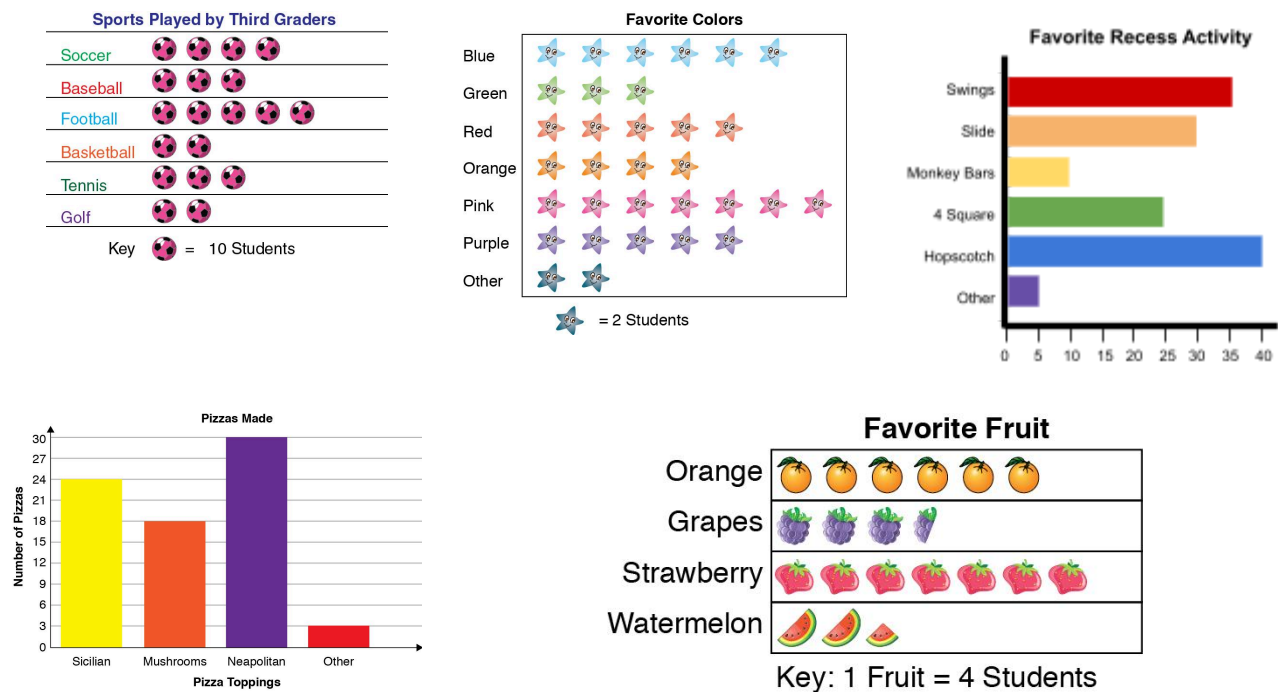 Sports Played by Third Graders
Soccer
Baseball
Football
Basketball
Tennis
Golf
Key = 10 Students
Favorite Colors
Blue
Green
Red
Orange
Pink
Purple
Other
= 2 Students
Favorite Recess Activity
Swings
Slide
Monkey Bars
4 Square
Hopscotch
Other
0 5 10 15 20 25 30 35 40
Pizzas Made
Number of Pizzas
30
27
24
21
18
15
12
9
6
3
0
Sicilian Mushrooms Neapolitan Other
Pizza Toppings
Favorite Fruit
Orange
Grapes
Strawberry
Watermelon
Key: 1 Fruit = 4 Students